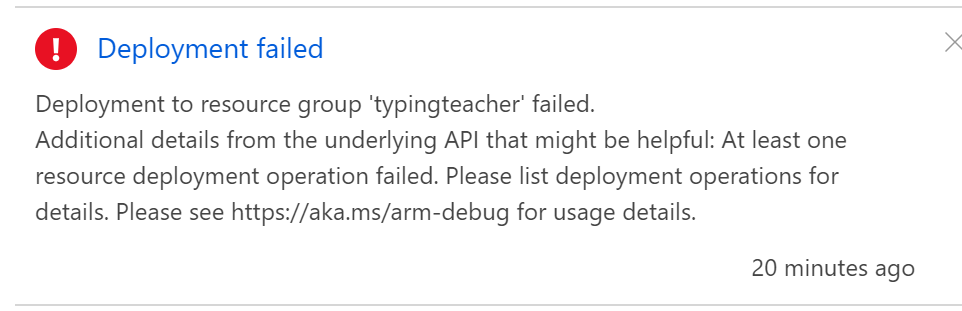 Deployment failed
Deployment to resource group 'typingteacher' failed.
Additional details from the underlying API that might be helpful: At least one
resource deployment operation failed. Please list deployment operations for
details. Please see https://aka.ms/arm-debug for usage details.
20 minutes ago